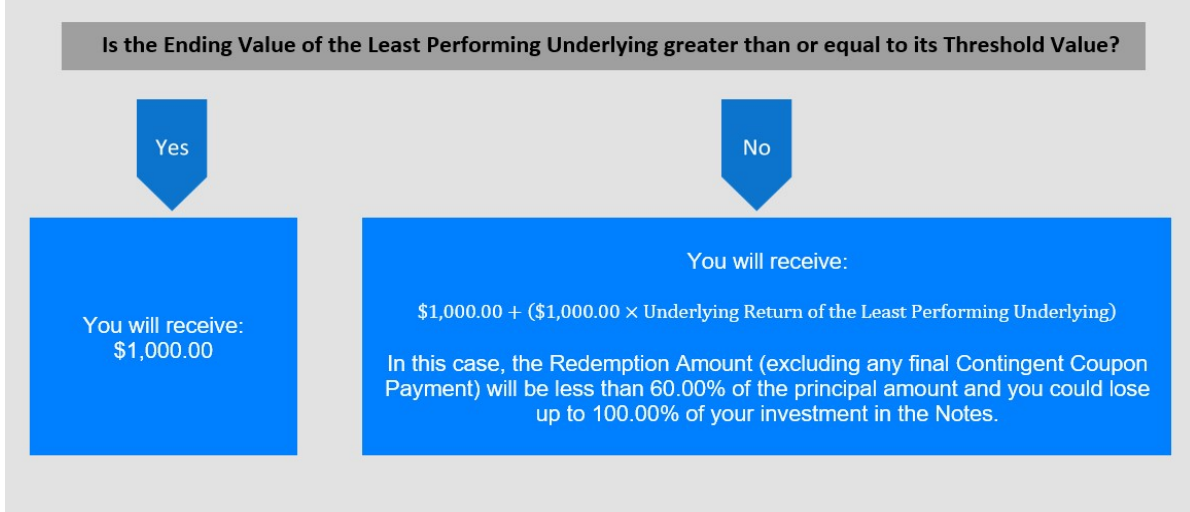 Is the Ending Value of the Least Performing Underlying greater than or equal to its Threshold Value?
Yes
No
You will receive:
$1,000.00
You will receive:
$1,000.00 + ($1,000.00 × Underlying Return of the Least Performing Underlying)
In this case, the Redemption Amount (excluding any final Contingent Coupon
Payment) will be less than 60.00% of the principal amount and you could lose
up to 100.00% of your investment in the Notes.